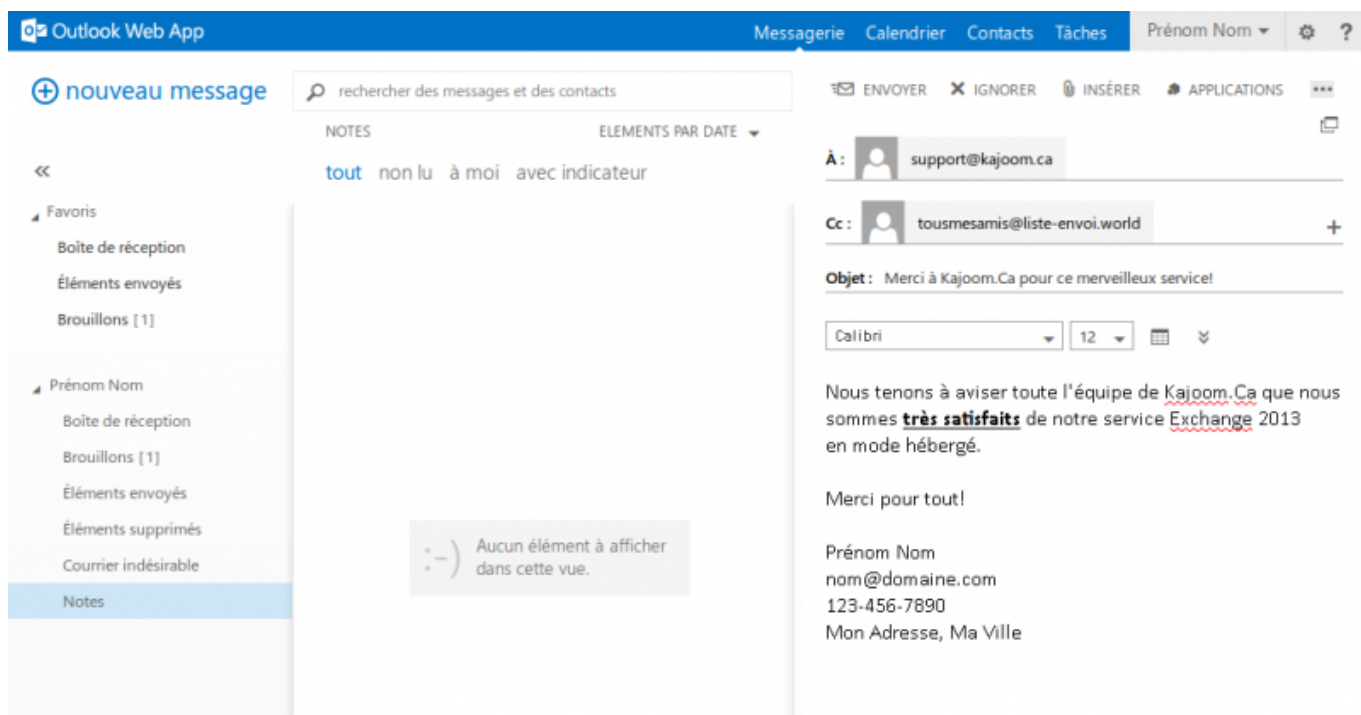 Outlook Web App
Messagerie Calendrier Contacts Tâches Prénom Nom ?
nouveau message
rechercher des messages et des contacts
ENVOYER IGNORER INSÉRER APPLICATIONS
NOTES ELEMENTS PAR DATE
tout non lu à moi avec indicateur
Favoris
Boîte de réception
Éléments envoyés
Brouillons [1]
Prénom Nom
Boîte de réception
Brouillons [1]
Éléments envoyés
Éléments supprimés
Courrier indésirable
Notes
:-) Aucun élément à afficher
dans cette vue.
À : support@kajoom.ca
Cc : tousmesamis@liste-envoi.world
Objet : Merci à Kajoom.Ca pour ce merveilleux service!
Calibri 12
Nous tenons à aviser toute l'équipe de Kajoom.Ca que nous
sommes très satisfaits de notre service Exchange 2013
en mode hébergé.
Merci pour tout!
Prénom Nom
nom@domaine.com
123-456-7890
Mon Adresse, Ma Ville